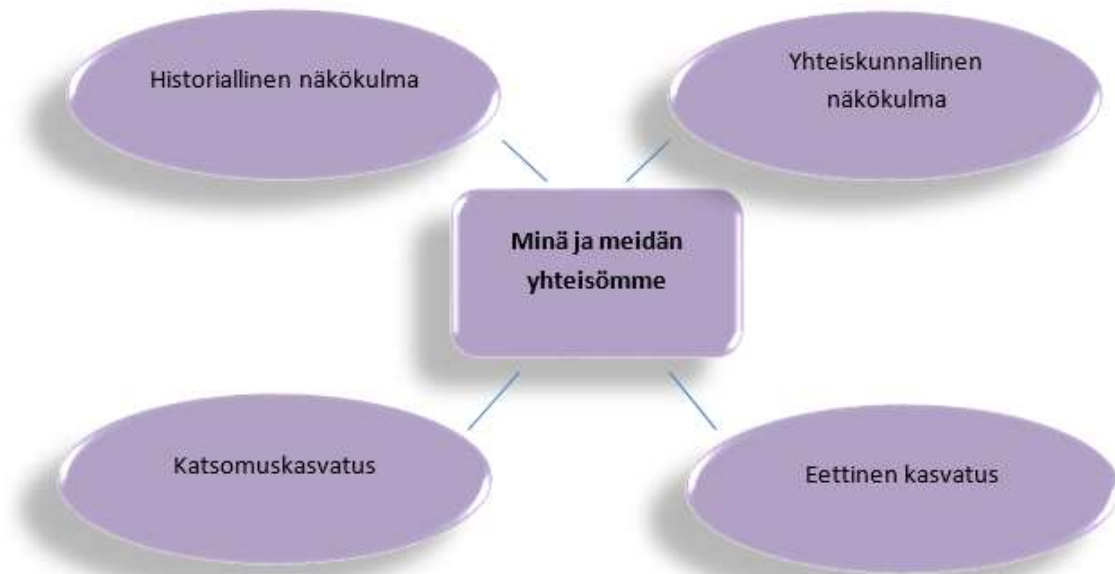 Historiallinen näkökulma
Yhteiskunnallinen
näkökulma
Minä ja meidän
yhteisömme
Katsomuskasvatus
Eettinen kasvatus